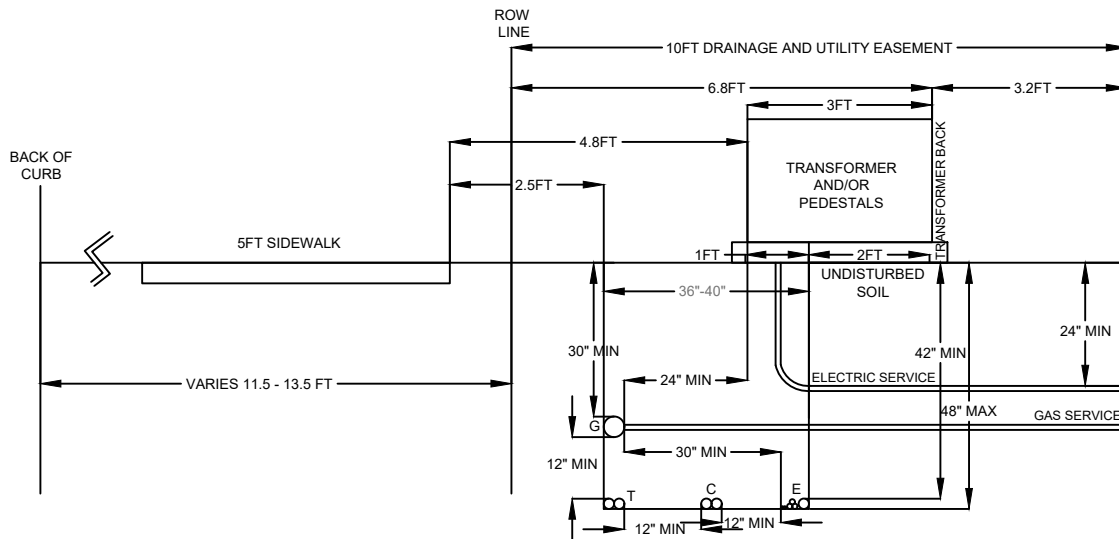 ROW
LINE
10FT DRAINAGE AND UTILITY EASEMENT
6.8FT
3.2FT
3FT
4.8FT
BACK OF
CURB
TRANSFORMER
AND/OR
PEDESTALS
TRANSFORMER BACK
2.5FT
5FT SIDEWALK
1FT
2FT
UNDISTURBED
SOIL
36"-40"
30" MIN
24" MIN
42" MIN
24" MIN
VARIES 11.5 - 13.5 FT
ELECTRIC SERVICE
48" MAX
GAS SERVICE
G
30" MIN
12" MIN
T
C
E
12" MIN
12" MIN